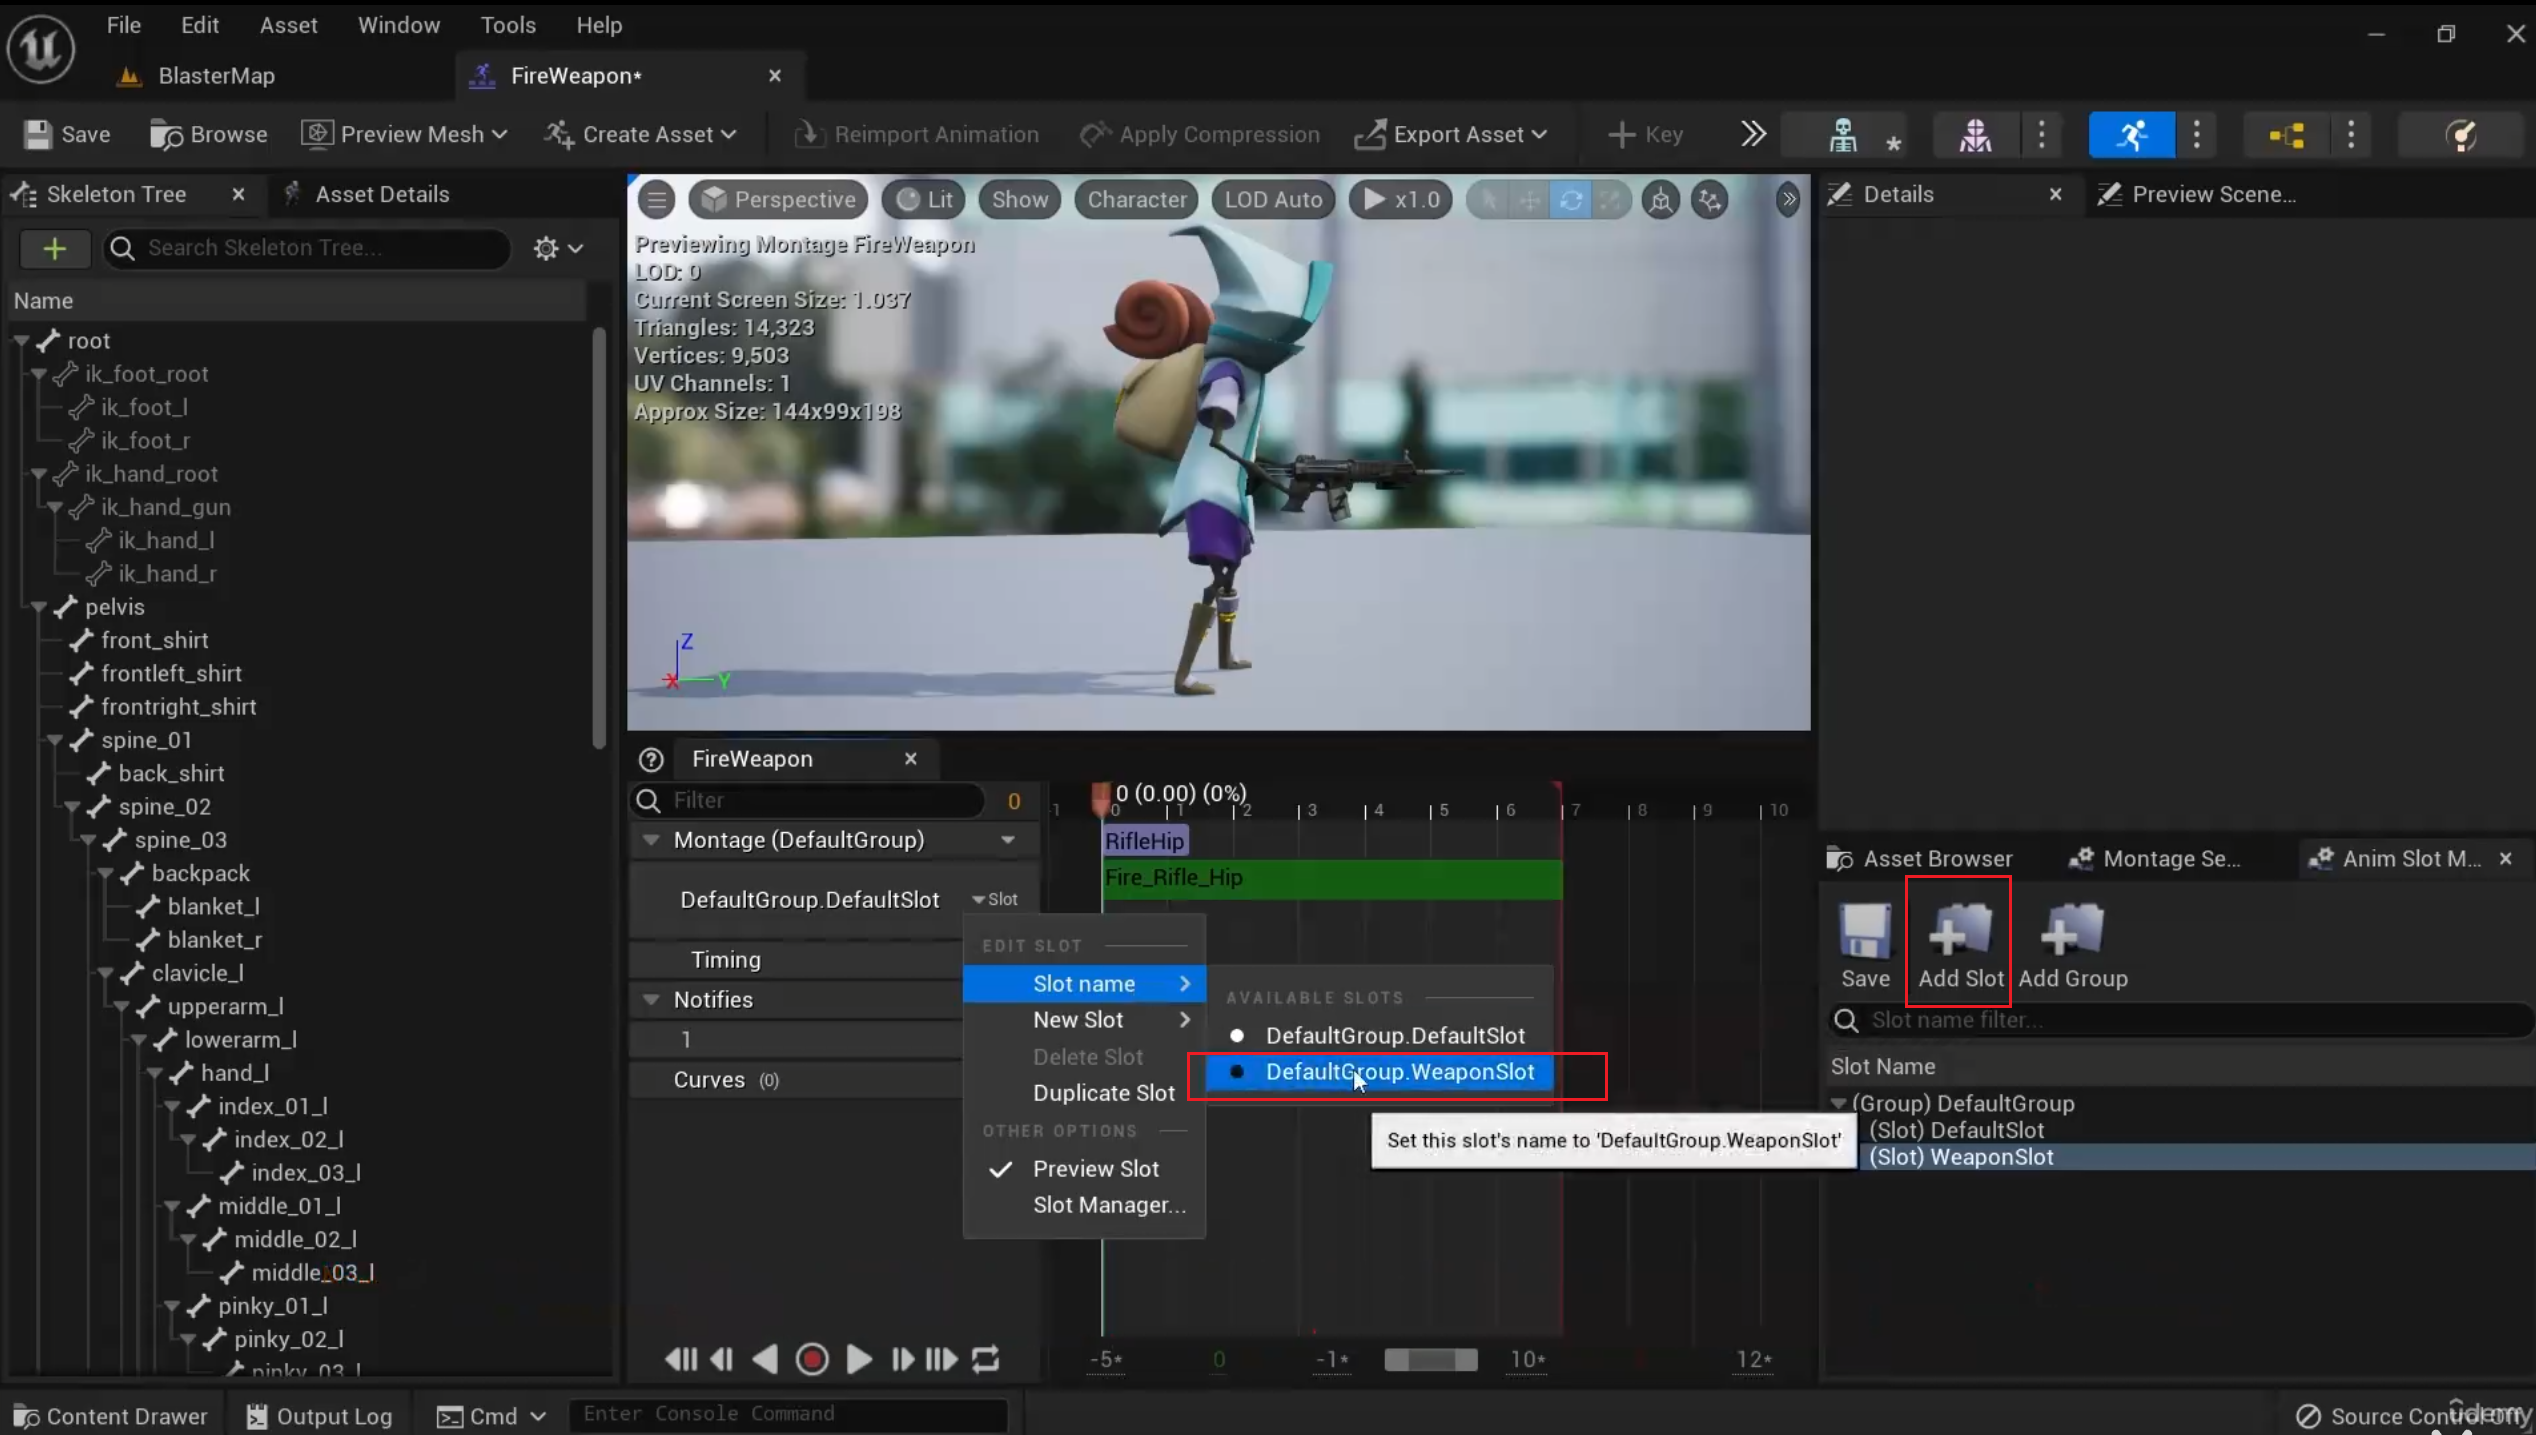 File Edit Asset Window Tools Help
BlasterMap
FireWeapon*
Save Browse Preview Mesh Create Asset Reimport Animation Apply Compression Export Asset Key
Skeleton Tree
Asset Details
Search Skeleton Tree...
Name
root
ik_foot_root
ik_foot_l
ik_foot_r
ik_hand_root
ik_hand_gun
ik_hand_l
ik_hand_r
pelvis
front_shirt
frontleft_shirt
frontright_shirt
spine_01
back_shirt
spine_02
spine_03
backpack
blanket_l
blanket_r
clavicle_l
upperarm_l
lowerarm_l
hand_l
index_01_l
index_02_l
index_03_l
middle_01_l
middle_02_l
middle_03_l
pinky_01_l
pinky_02_l
pinky_03_l
Perspective Lit Show Character LOD Auto x1.0
Previewing Montage FireWeapon
LOD: 0
Current Screen Size: 1.037
Triangles: 14,323
Vertices: 9,503
UV Channels: 1
Approx Size: 144x99x198
Z
X Y
FireWeapon
Filter 0
0 (0.00) (0%)
-1 0 1 2 3 4 5 6 7 8 9 10
Montage (DefaultGroup)
RifleHip
Fire_Rifle_Hip
DefaultGroup.DefaultSlot Slot
Timing
Notifies
1
Curves (0)
EDIT SLOT
Slot name
New Slot
Delete Slot
Duplicate Slot
OTHER OPTIONS
Preview Slot
Slot Manager...
AVAILABLE SLOTS
DefaultGroup.DefaultSlot
DefaultGroup.WeaponSlot
Set this slot's name to 'DefaultGroup.WeaponSlot'
-5* 0 -1* 10* 12*
Details
Preview Scene...
Asset Browser
Montage Se...
Anim Slot M...
Save Add Slot Add Group
Slot name filter...
Slot Name
(Group) DefaultGroup
(Slot) DefaultSlot
(Slot) WeaponSlot
Content Drawer Output Log Cmd Enter Console Command Source Control Off
udemy